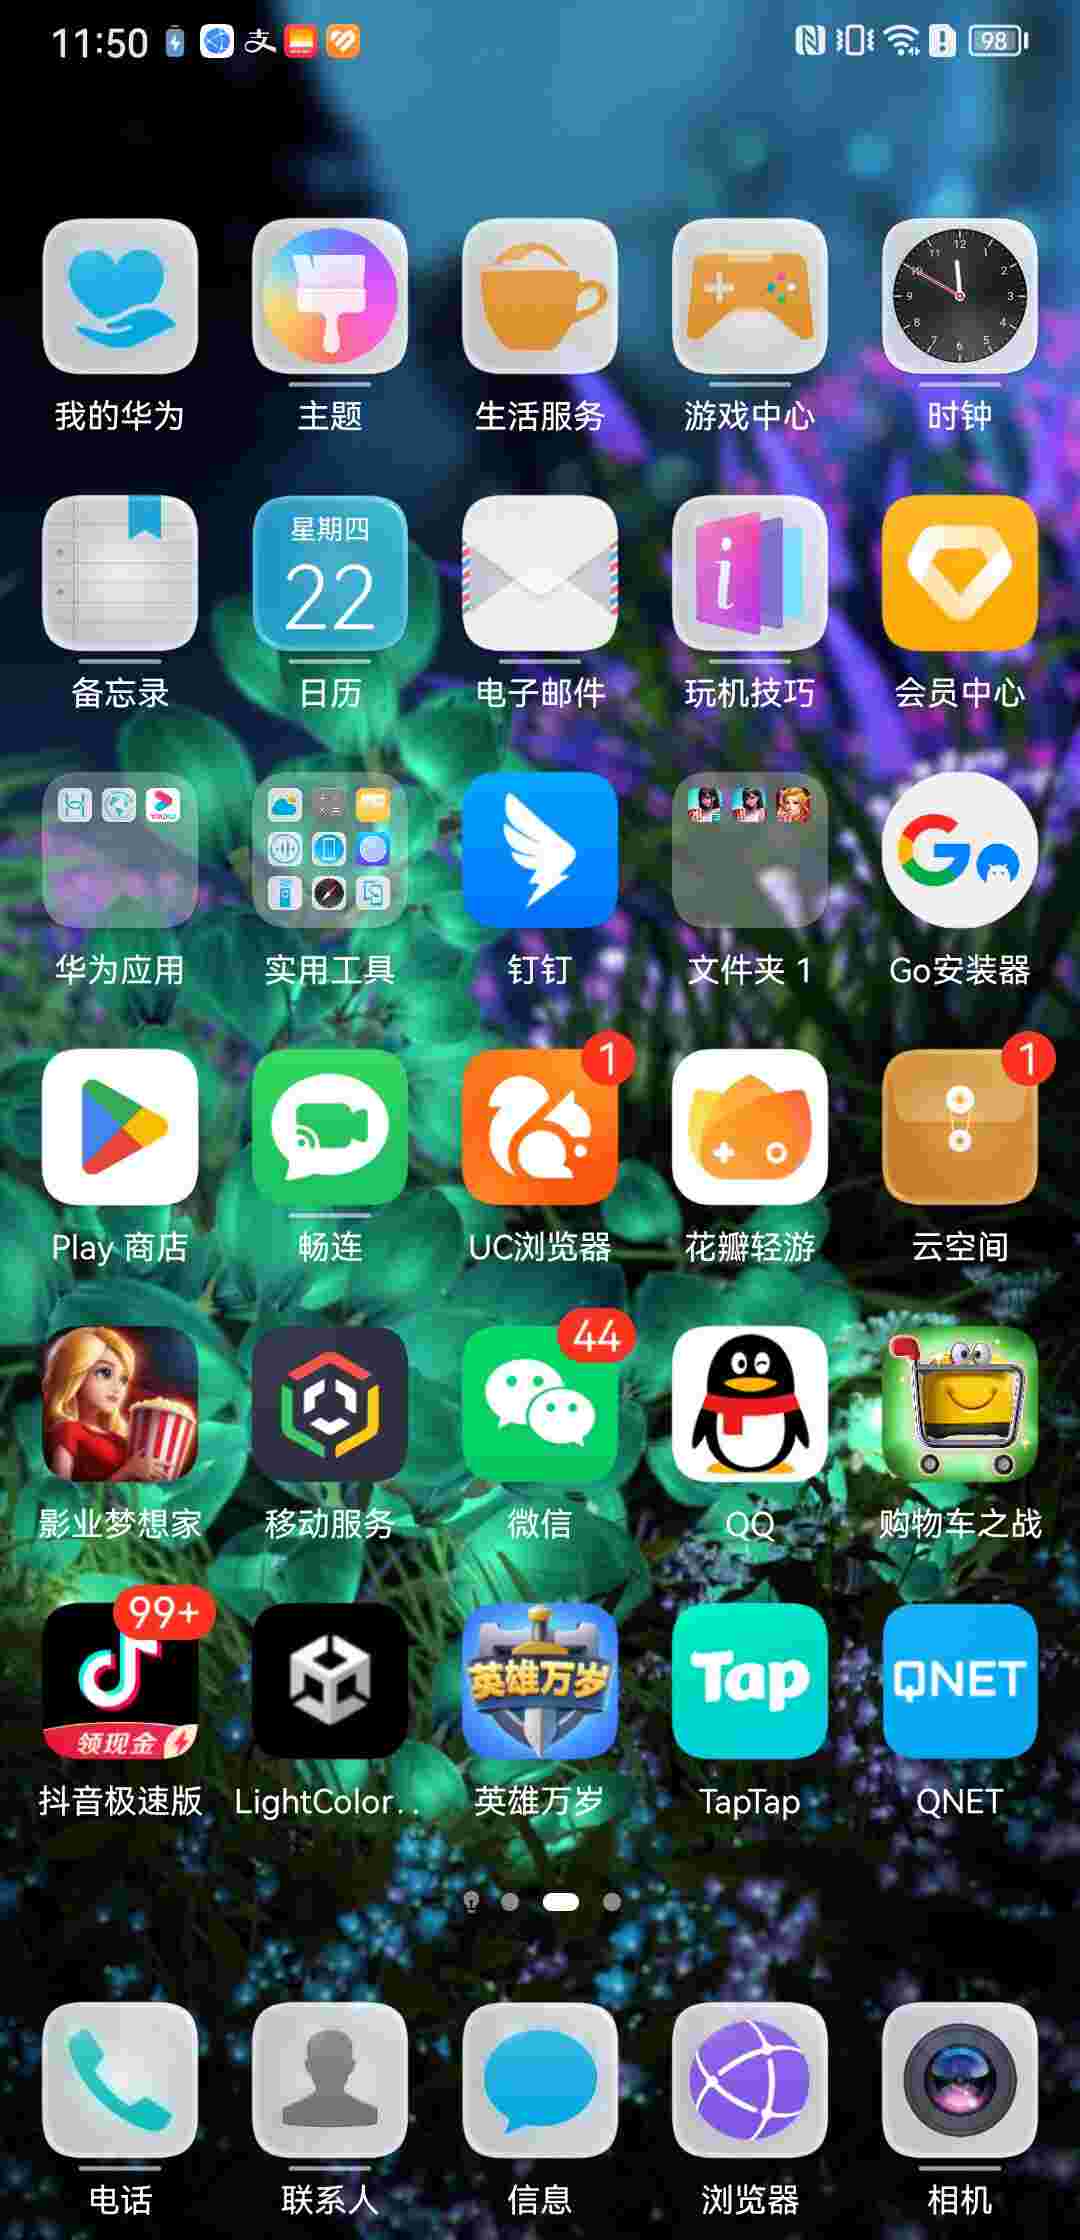 11:50 支 98
我的华为 主题 生活服务 游戏中心 时钟
星期四
22
备忘录 日历 电子邮件 玩机技巧 会员中心
Go
华为应用 实用工具 钉钉 文件夹 1 Go安装器
1 1
Play 商店 畅连 UC浏览器 花瓣轻游 云空间
44
影业梦想家 移动服务 微信 QQ 购物车之战
99+
英雄万岁 Tap QNET
领现金
抖音极速版 LightColor.. 英雄万岁 TapTap QNET
电话 联系人 信息 浏览器 相机